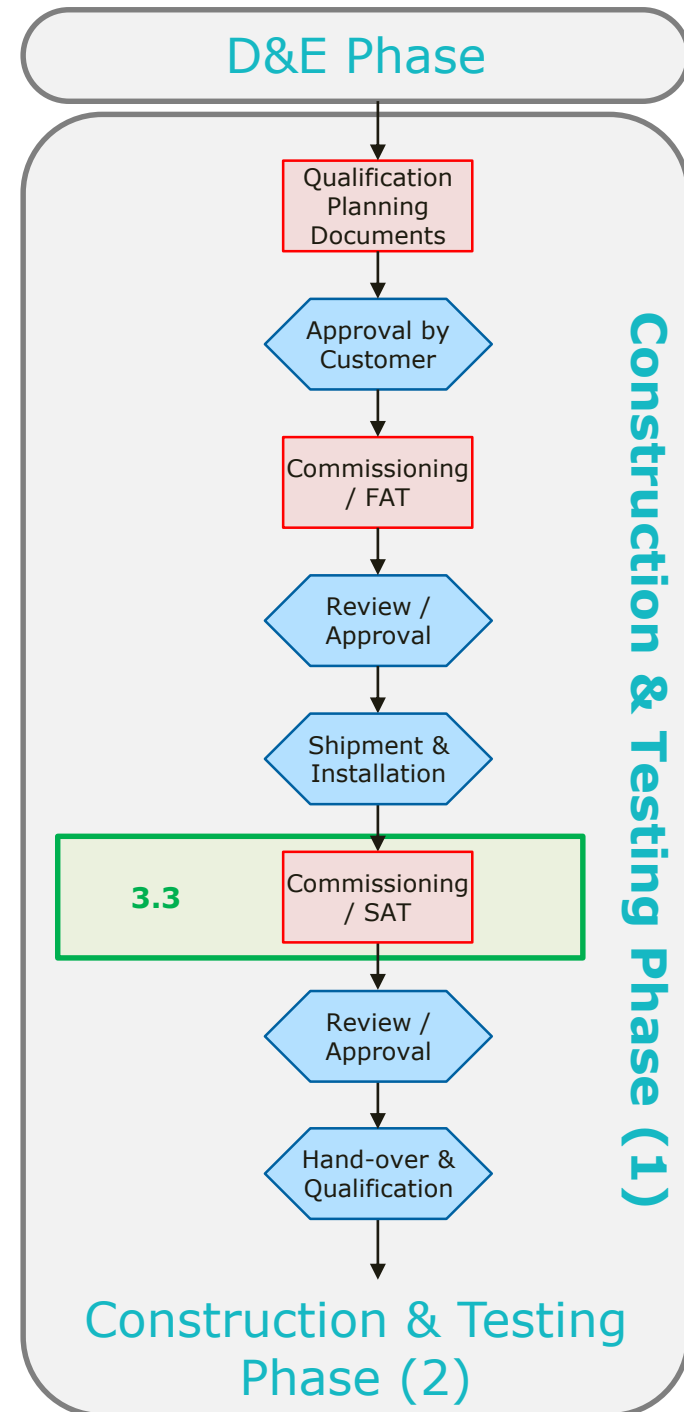 D&E Phase
Qualification
Planning
Documents
Approval by
Customer
Commissioning
/ FAT
Review /
Approval
Shipment &
Installation
3.3
Commissioning
/ SAT
Review /
Approval
Hand-over &
Qualification
Construction & Testing Phase (1)
Construction & Testing
Phase (2)